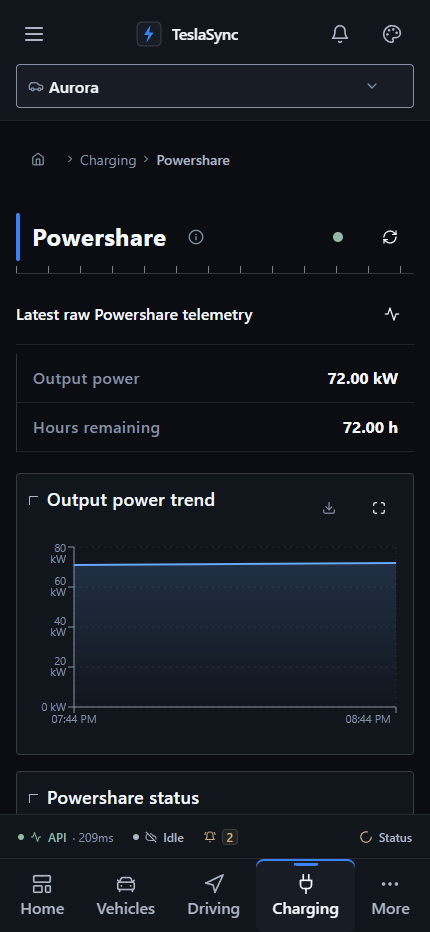 TeslaSync
Aurora
Charging
Powershare
Powershare
Latest raw Powershare telemetry
Output power
72.00 kW
Hours remaining
72.00 h
Output power trend
80
kW
60
kW
40
kW
20
kW
0 kW
07:44 PM
08:44 PM
Powershare status
API · 209ms
Idle
2
Status
Home
Vehicles
Driving
Charging
More